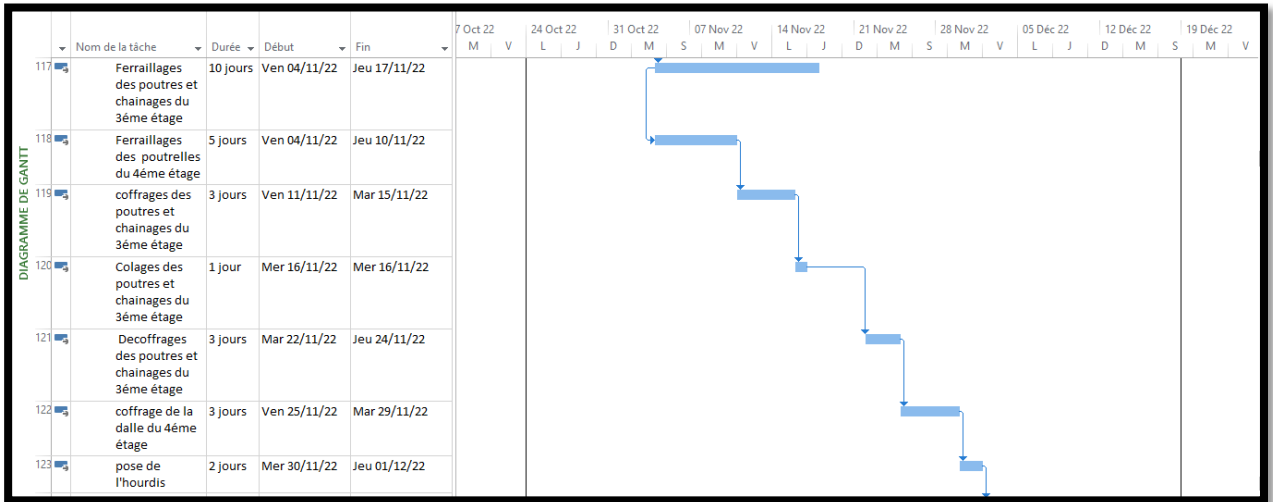 7 Oct 22 24 Oct 22 31 Oct 22 07 Nov 22 14 Nov 22 21 Nov 22 28 Nov 22 05 Déc 22 12 Déc 22 19 Déc 22
Nom de la tâche Durée Début Fin M V L J D M S M V L J D M S M V L J D M S M V
DIAGRAMME DE GANTT
117 Ferraillages 10 jours Ven 04/11/22 Jeu 17/11/22
des poutres et
chainages du
3éme étage
118 Ferraillages 5 jours Ven 04/11/22 Jeu 10/11/22
des poutrelles
du 4éme étage
119 coffrages des 3 jours Ven 11/11/22 Mar 15/11/22
poutres et
chainages du
3éme étage
120 Colages des 1 jour Mer 16/11/22 Mer 16/11/22
poutres et
chainages du
3éme étage
121 Decoffrages 3 jours Mar 22/11/22 Jeu 24/11/22
des poutres et
chainages du
3éme étage
122 coffrage de la 3 jours Ven 25/11/22 Mar 29/11/22
dalle du 4éme
étage
123 pose de 2 jours Mer 30/11/22 Jeu 01/12/22
l'hourdis